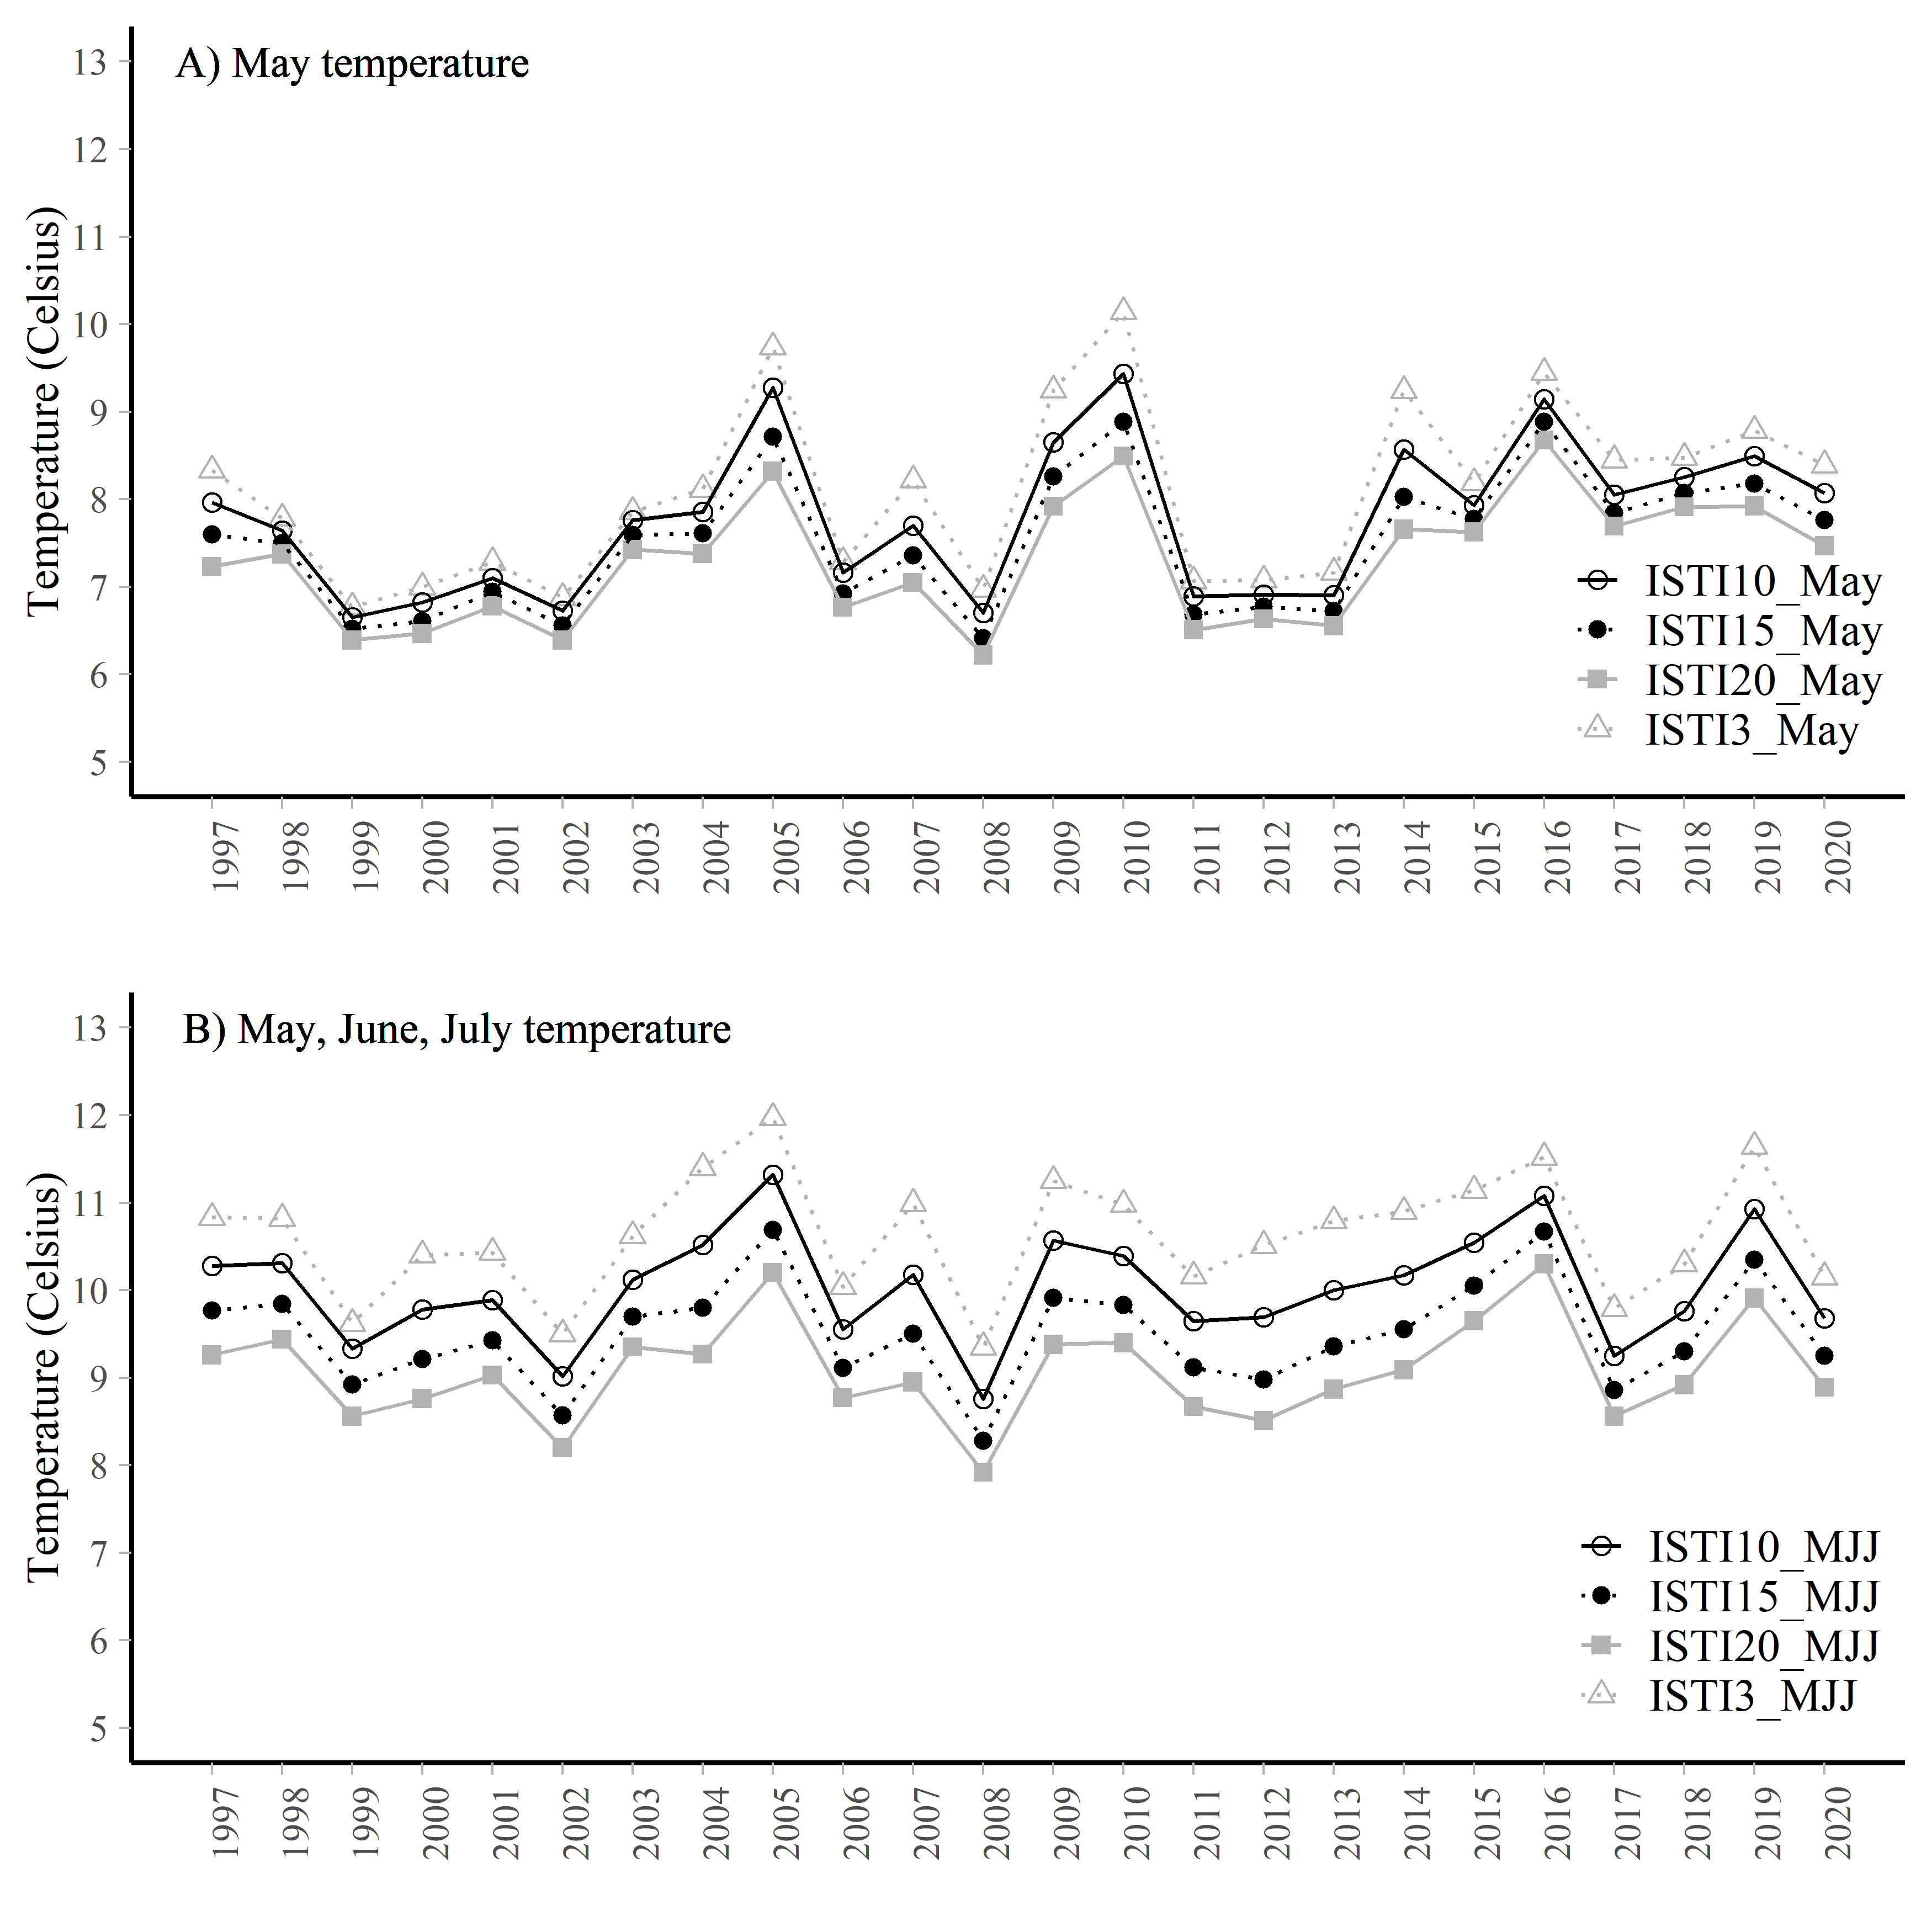 A) May temperature
Temperature (Celsius)
13
12
11
10
9
8
7
6
5
ISTI10_May
ISTI15_May
ISTI20_May
ISTI3_May
1997 1998 1999 2000 2001 2002 2003 2004 2005 2006 2007 2008 2009 2010 2011 2012 2013 2014 2015 2016 2017 2018 2019 2020
B) May, June, July temperature
Temperature (Celsius)
13
12
11
10
9
8
7
6
5
ISTI10_MJJ
ISTI15_MJJ
ISTI20_MJJ
ISTI3_MJJ
1997 1998 1999 2000 2001 2002 2003 2004 2005 2006 2007 2008 2009 2010 2011 2012 2013 2014 2015 2016 2017 2018 2019 2020